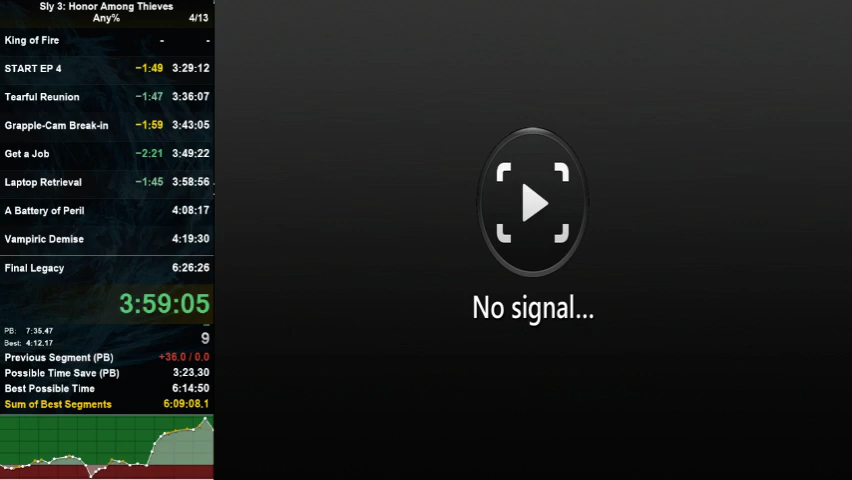 Sly 3: Honor Among Thieves
Any% 4/13
King of Fire - -
START EP 4 −1:49 3:29:12
Tearful Reunion −1:47 3:36:07
Grapple-Cam Break-in −1:59 3:43:05
Get a Job −2:21 3:49:22
Laptop Retrieval −1:45 3:58:56
A Battery of Peril 4:08:17
Vampiric Demise 4:19:30
Final Legacy 6:26:26
3:59:05
PB: 7:35.47
Best: 4:12.17
9
Previous Segment (PB) +36.0 / 0.0
Possible Time Save (PB) 3:23.30
Best Possible Time 6:14:50
Sum of Best Segments 6:09:08.1
No signal...